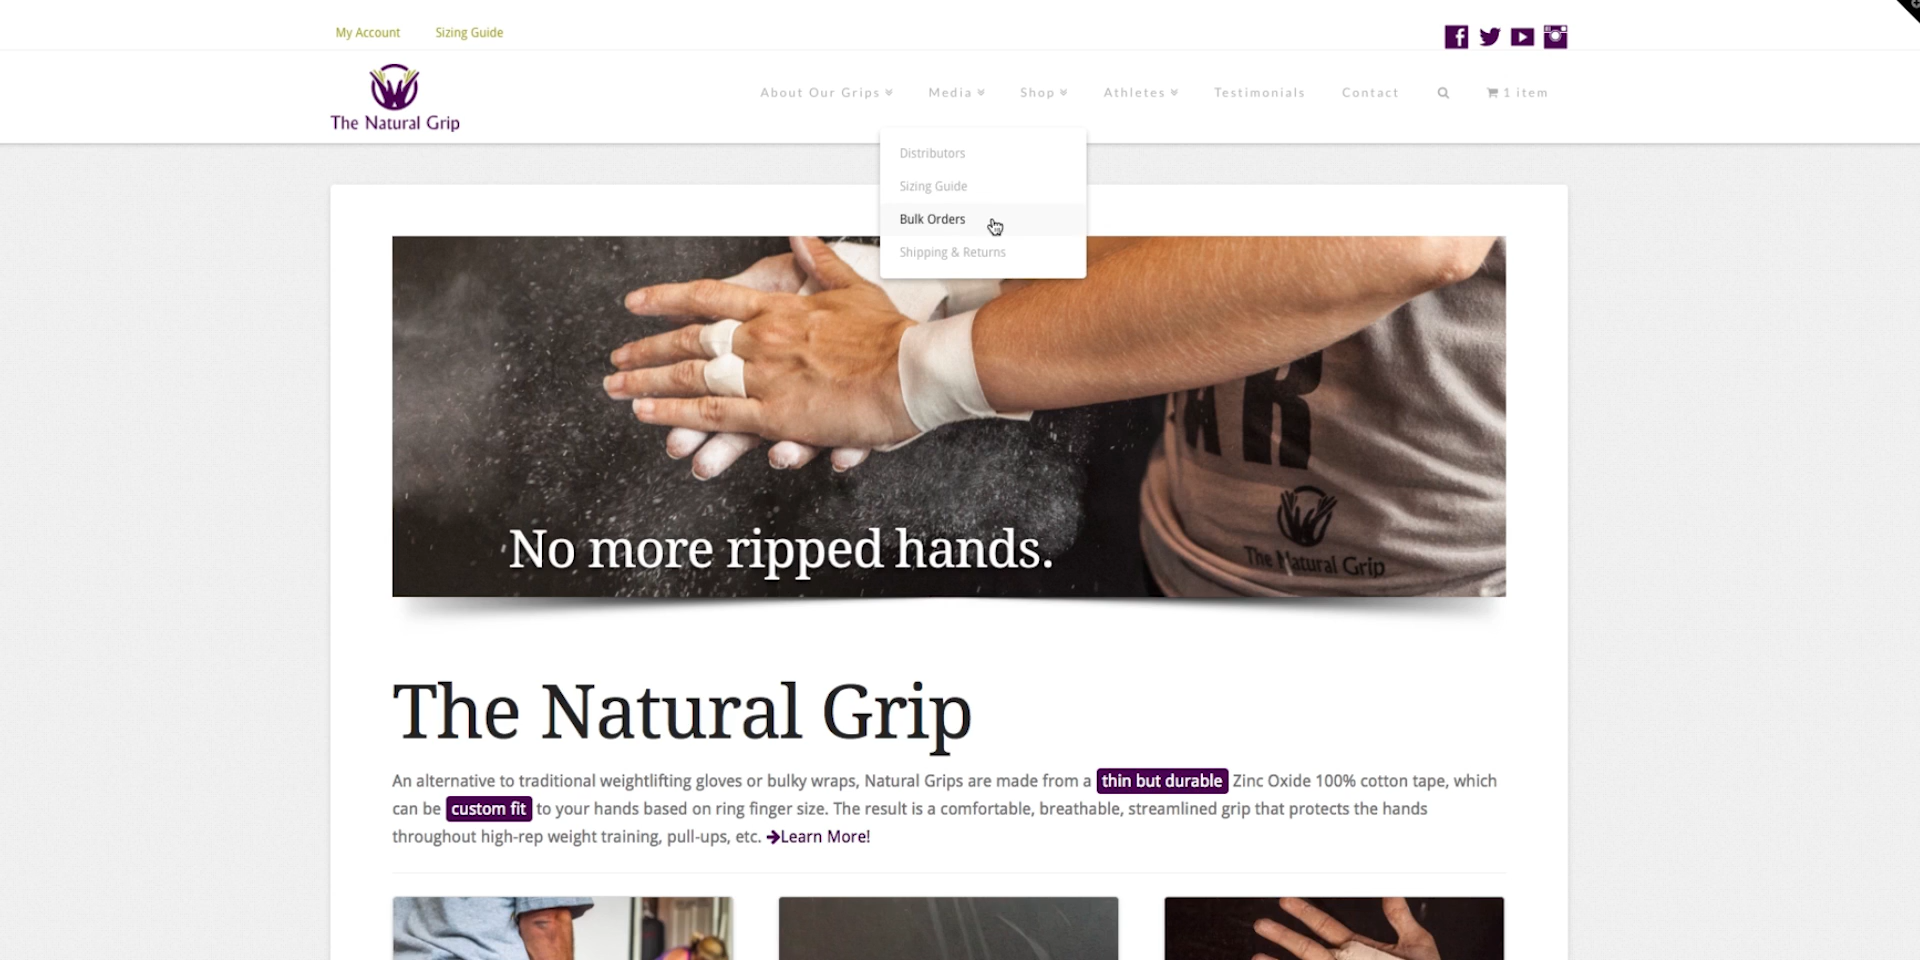 My Account Sizing Guide
The Natural Grip
About Our Grips Media Shop Athletes Testimonials Contact 1 item
Distributors
Sizing Guide
Bulk Orders
Shipping & Returns
AR
The Natural Grip
No more ripped hands.
The Natural Grip
An alternative to traditional weightlifting gloves or bulky wraps, Natural Grips are made from a thin but durable Zinc Oxide 100% cotton tape, which
can be custom fit to your hands based on ring finger size. The result is a comfortable, breathable, streamlined grip that protects the hands
throughout high-rep weight training, pull-ups, etc. Learn More!